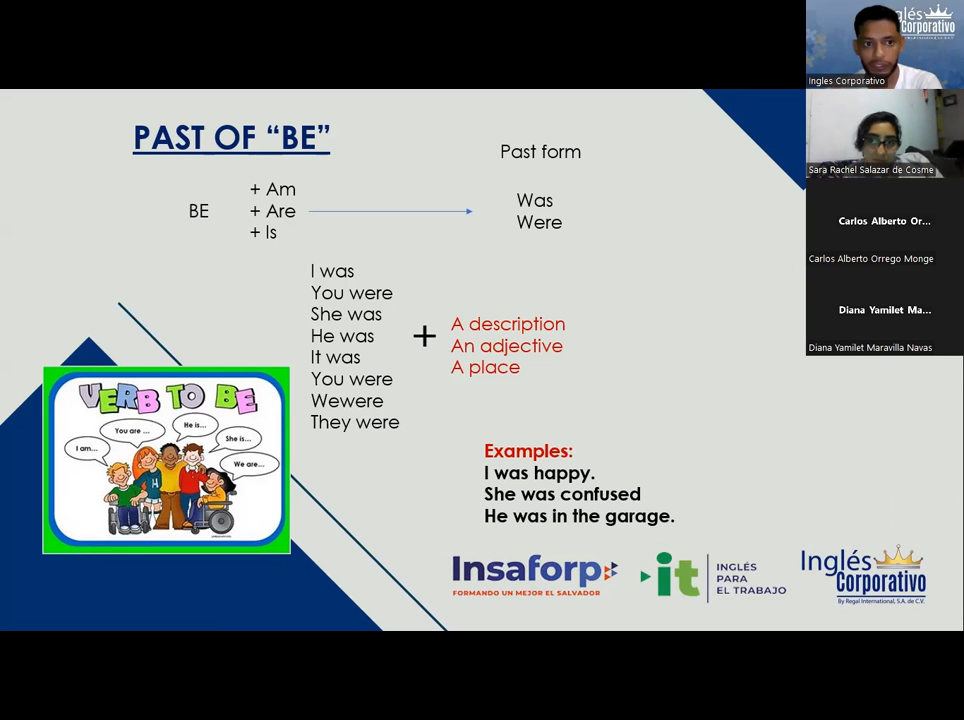 PAST OF “BE”
Past form
BE
+ Am
+ Are
+ Is
Was
Were
I was
You were
She was
He was
It was
You were
Wewere
They were
+
A description
An adjective
A place
Examples:
I was happy.
She was confused
He was in the garage.
VERB TO BE
I am...
You are ...
He is...
She is...
We are...
Insaforp
FORMANDO UN MEJOR EL SALVADOR
it
INGLÉS
PARA
EL TRABAJO
Inglés
Corporativo
By Regal International, S.A. de C.V.
glés
Corporativo
Ingles Corporativo
Sara Rachel Salazar de Cosme
Carlos Alberto Or...
Carlos Alberto Orrego Monge
Diana Yamilet Ma...
Diana Yamilet Maravilla Navas